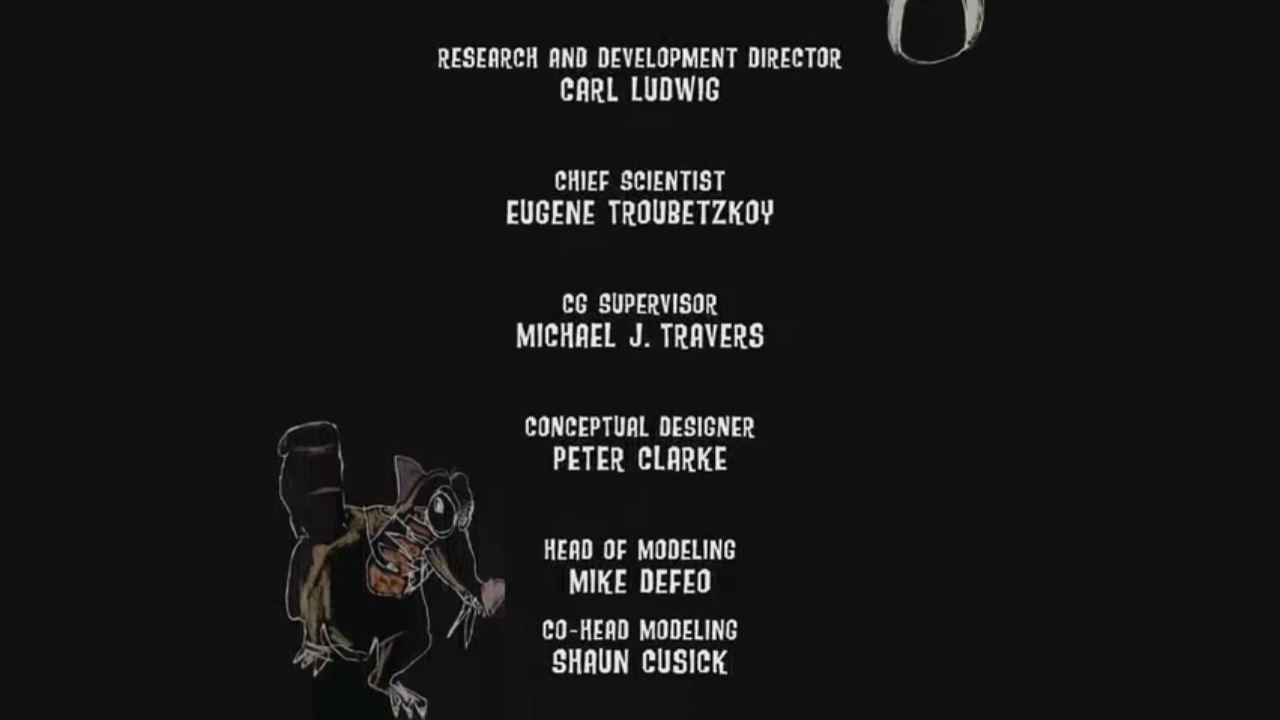 RESEARCH AND DEVELOPMENT DIRECTOR
CARL LUDWIG
CHIEF SCIENTIST
EUGENE TROUBETZKOY
CG SUPERVISOR
MICHAEL J. TRAVERS
CONCEPTUAL DESIGNER
PETER CLARKE
HEAD OF MODELING
MIKE DEFEO
CO-HEAD MODELING
SHAUN CUSICK